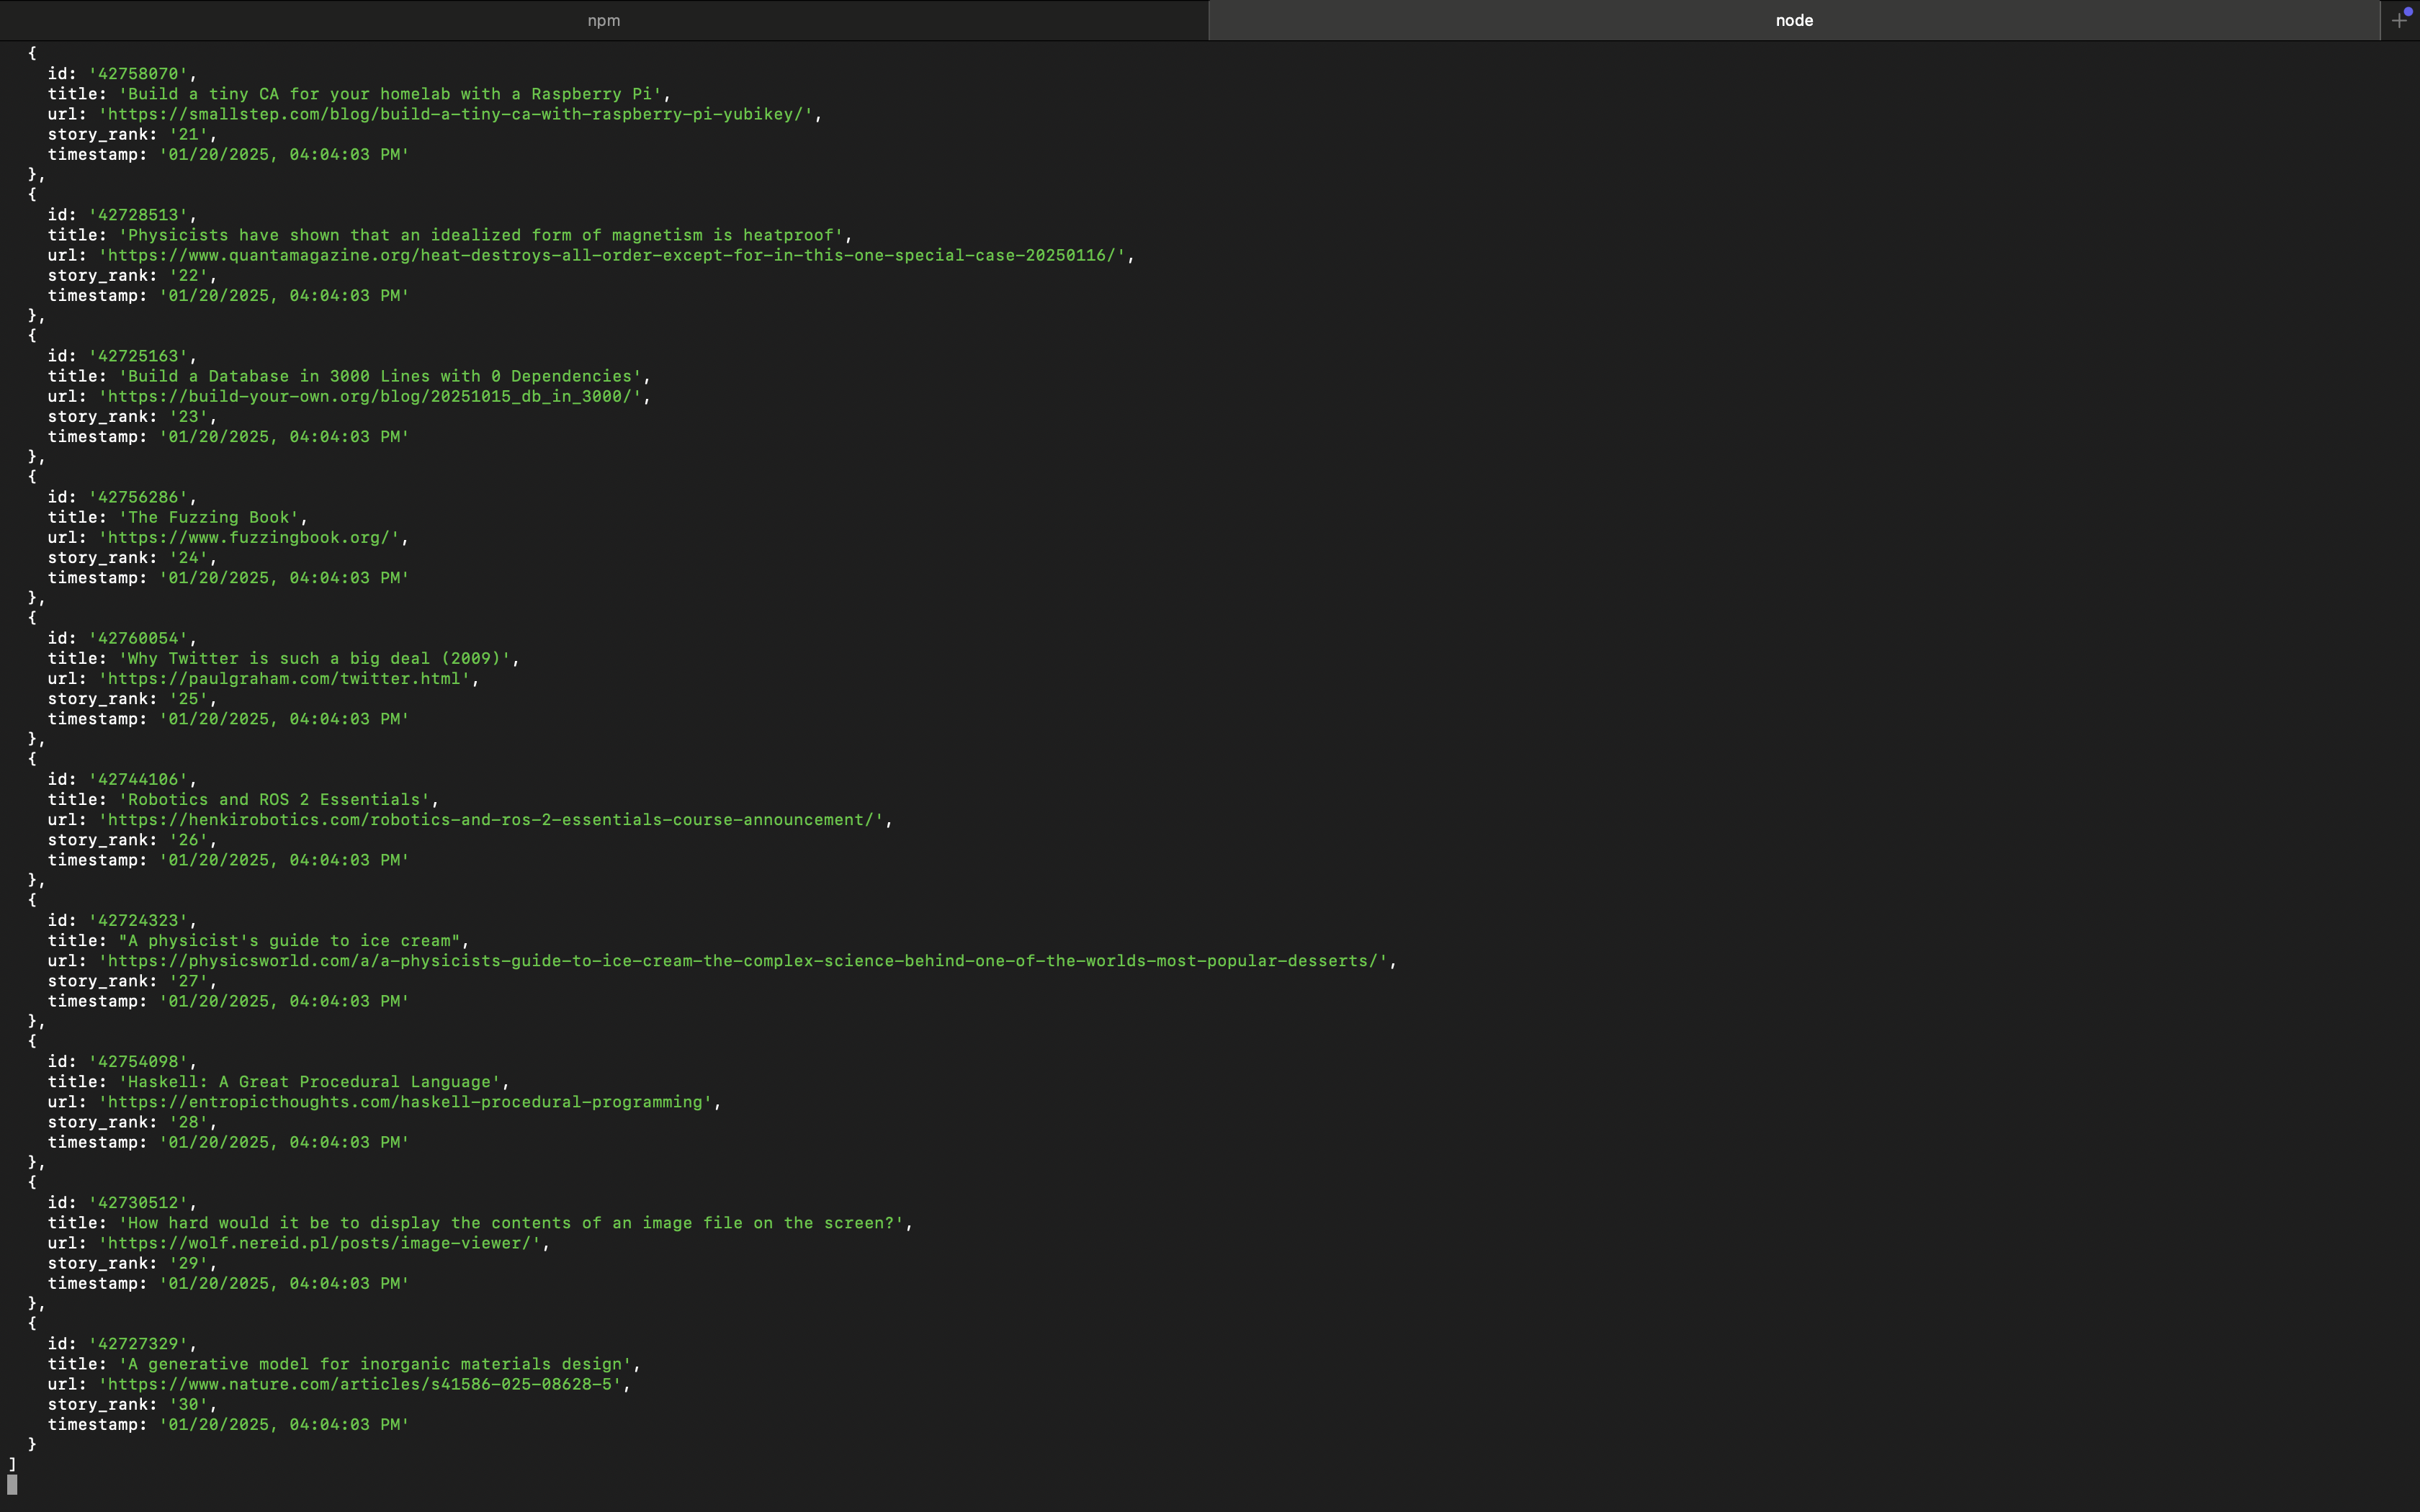 npm
node
{
id: '42758070',
title: 'Build a tiny CA for your homelab with a Raspberry Pi',
url: 'https://smallstep.com/blog/build-a-tiny-ca-with-raspberry-pi-yubikey/',
story_rank: '21',
timestamp: '01/20/2025, 04:04:03 PM'
},
{
id: '42728513',
title: 'Physicists have shown that an idealized form of magnetism is heatproof',
url: 'https://www.quantamagazine.org/heat-destroys-all-order-except-for-in-this-one-special-case-20250116/',
story_rank: '22',
timestamp: '01/20/2025, 04:04:03 PM'
},
{
id: '42725163',
title: 'Build a Database in 3000 Lines with 0 Dependencies',
url: 'https://build-your-own.org/blog/20251015_db_in_3000/',
story_rank: '23',
timestamp: '01/20/2025, 04:04:03 PM'
},
{
id: '42756286',
title: 'The Fuzzing Book',
url: 'https://www.fuzzingbook.org/',
story_rank: '24',
timestamp: '01/20/2025, 04:04:03 PM'
},
{
id: '42760054',
title: 'Why Twitter is such a big deal (2009)',
url: 'https://paulgraham.com/twitter.html',
story_rank: '25',
timestamp: '01/20/2025, 04:04:03 PM'
},
{
id: '42744106',
title: 'Robotics and ROS 2 Essentials',
url: 'https://henkirobotics.com/robotics-and-ros-2-essentials-course-announcement/',
story_rank: '26',
timestamp: '01/20/2025, 04:04:03 PM'
},
{
id: '42724323',
title: "A physicist's guide to ice cream",
url: 'https://physicsworld.com/a/a-physicists-guide-to-ice-cream-the-complex-science-behind-one-of-the-worlds-most-popular-desserts/',
story_rank: '27',
timestamp: '01/20/2025, 04:04:03 PM'
},
{
id: '42754098',
title: 'Haskell: A Great Procedural Language',
url: 'https://entropicthoughts.com/haskell-procedural-programming',
story_rank: '28',
timestamp: '01/20/2025, 04:04:03 PM'
},
{
id: '42730512',
title: 'How hard would it be to display the contents of an image file on the screen?',
url: 'https://wolf.nereid.pl/posts/image-viewer/',
story_rank: '29',
timestamp: '01/20/2025, 04:04:03 PM'
},
{
id: '42727329',
title: 'A generative model for inorganic materials design',
url: 'https://www.nature.com/articles/s41586-025-08628-5',
story_rank: '30',
timestamp: '01/20/2025, 04:04:03 PM'
}
]